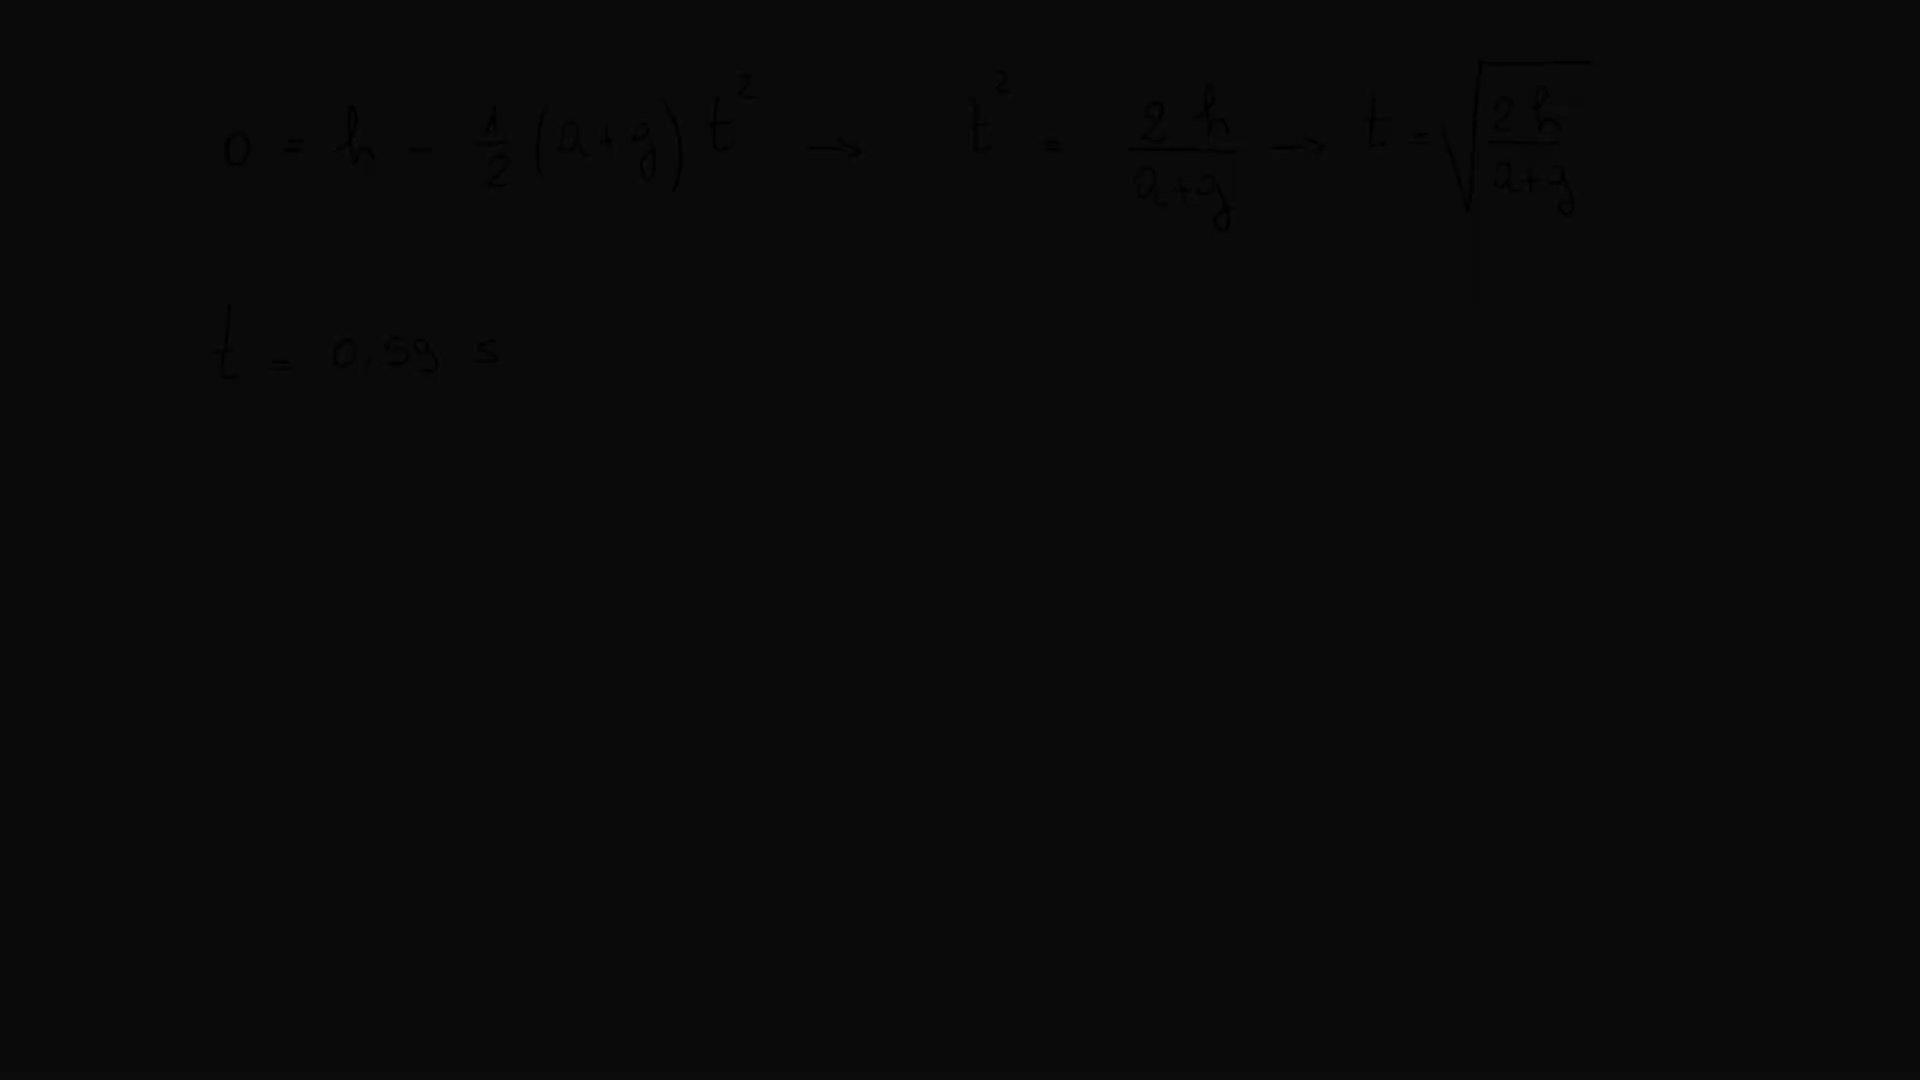 0 = h - 1/2 (a+g) t² → t² = 2h/(a+g) → t = √(2h/(a+g))
t = 0,59 s